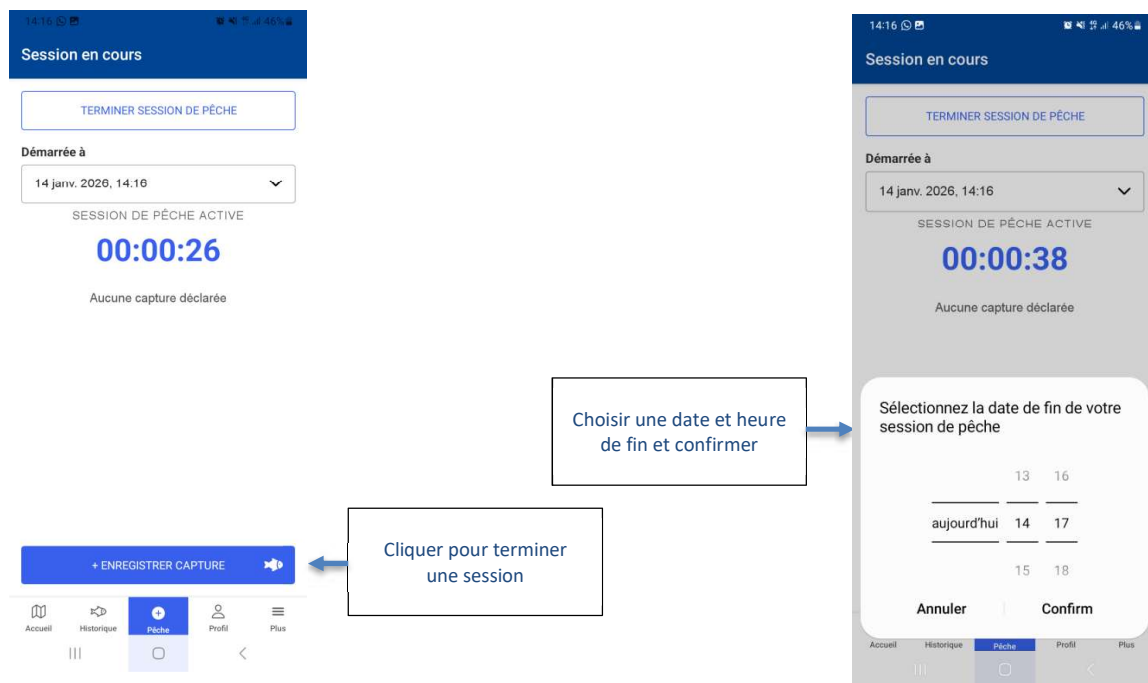 14:16 46%
Session en cours
TERMINER SESSION DE PÊCHE
Démarrée à
14 janv. 2026, 14:16
SESSION DE PÊCHE ACTIVE
00:00:26
Aucune capture déclarée
+ ENREGISTRER CAPTURE
Accueil Historique Pêche Profil Plus
Cliquer pour terminer
une session
Choisir une date et heure
de fin et confirmer
14:16 46%
Session en cours
TERMINER SESSION DE PÊCHE
Démarrée à
14 janv. 2026, 14:16
SESSION DE PÊCHE ACTIVE
00:00:38
Aucune capture déclarée
Sélectionnez la date de fin de votre
session de pêche
13 16
aujourd'hui 14 17
15 18
Annuler Confirm
Accueil Historique Pêche Profil Plus